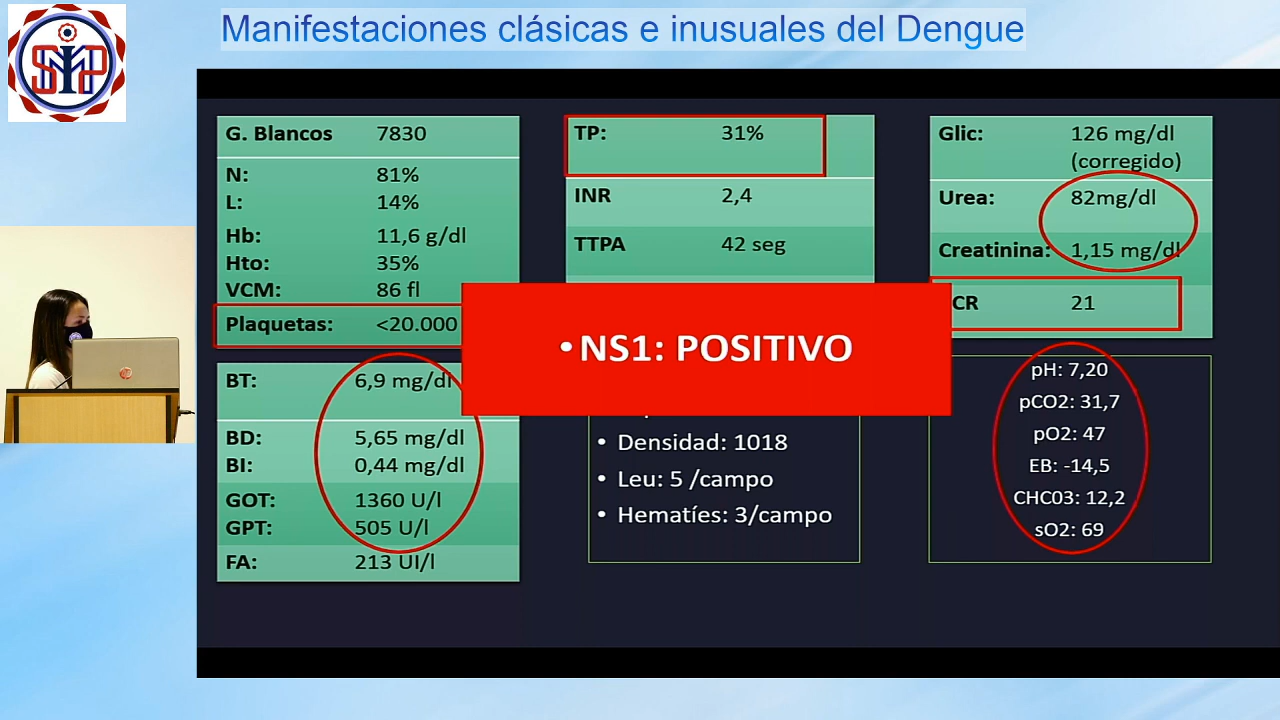 Manifestaciones clásicas e inusuales del Dengue
SMP
G. Blancos 7830
N: 81%
L: 14%
Hb: 11,6 g/dl
Hto: 35%
VCM: 86 fl
Plaquetas: <20.000
BT: 6,9 mg/dl
BD: 5,65 mg/dl
BI: 0,44 mg/dl
GOT: 1360 U/l
GPT: 505 U/l
FA: 213 UI/l
TP: 31%
INR 2,4
TTPA 42 seg
•NS1: POSITIVO
• Densidad: 1018
• Leu: 5 /campo
• Hematíes: 3/campo
Glic: 126 mg/dl
(corregido)
Urea: 82mg/dl
Creatinina: 1,15 mg/dl
CR 21
pH: 7,20
pCO2: 31,7
pO2: 47
EB: -14,5
CHC03: 12,2
sO2: 69